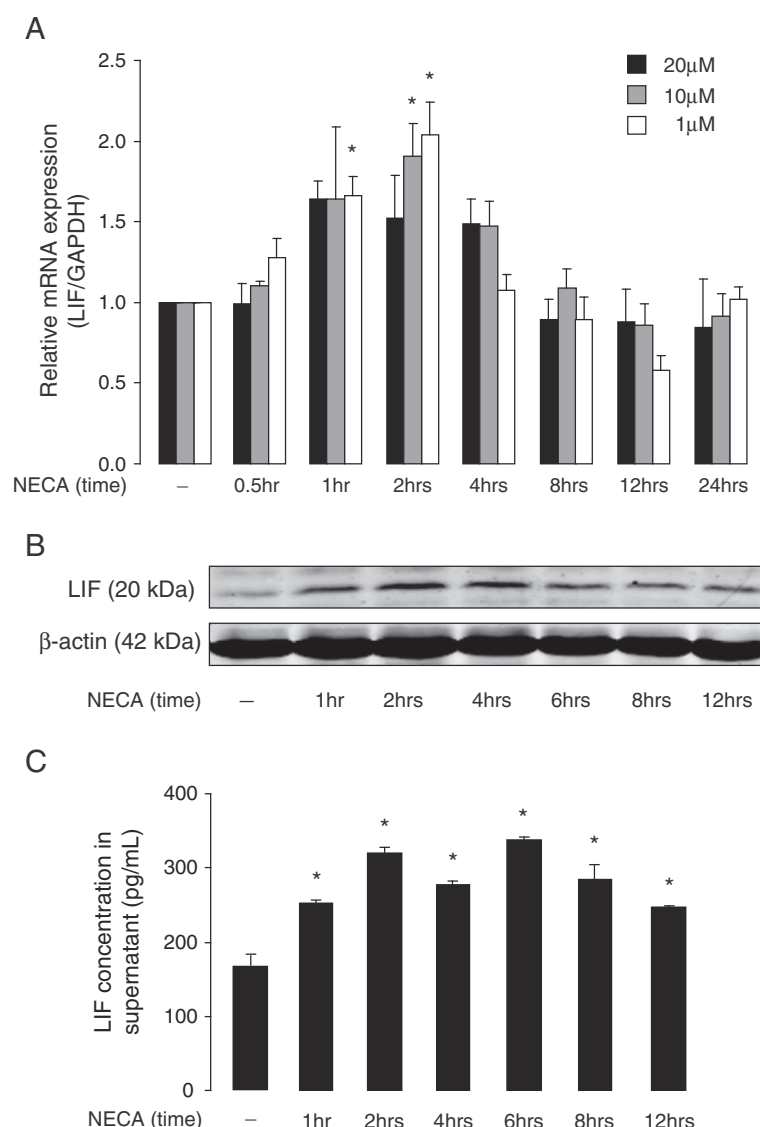 A
2.5
2.0
1.5
1.0
0.5
0.0
Relative mRNA expression
(LIF/GAPDH)
20μM
10μM
1μM
*
* *
NECA (time) – 0.5hr 1hr 2hrs 4hrs 8hrs 12hrs 24hrs
B
LIF (20 kDa)
β-actin (42 kDa)
NECA (time) – 1hr 2hrs 4hrs 6hrs 8hrs 12hrs
C
400
300
200
100
0
LIF concentration in
supernatant (pg/mL)
* * * * * *
NECA (time) – 1hr 2hrs 4hrs 6hrs 8hrs 12hrs